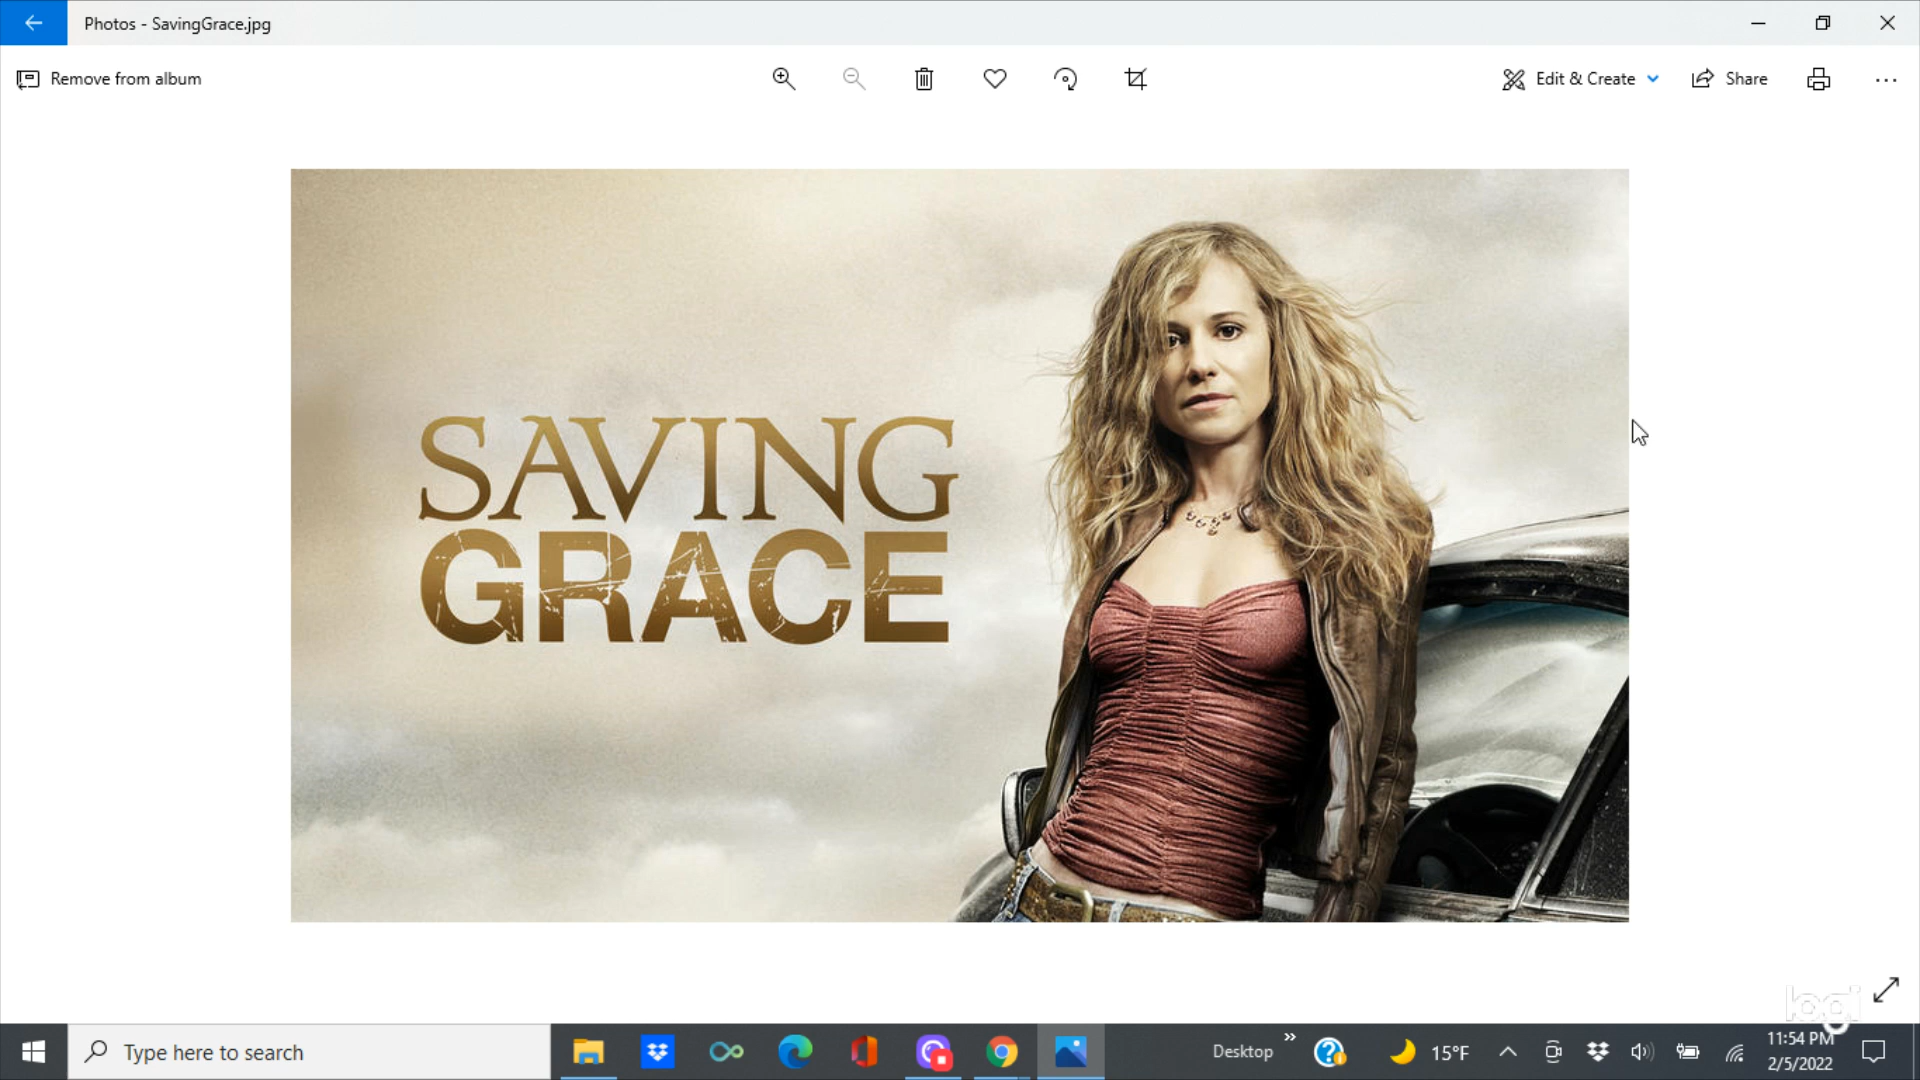 Photos - SavingGrace.jpg
Remove from album
Edit & Create
Share
SAVING
GRACE
logi
Type here to search
Desktop
15°F
11:54 PM
2/5/2022